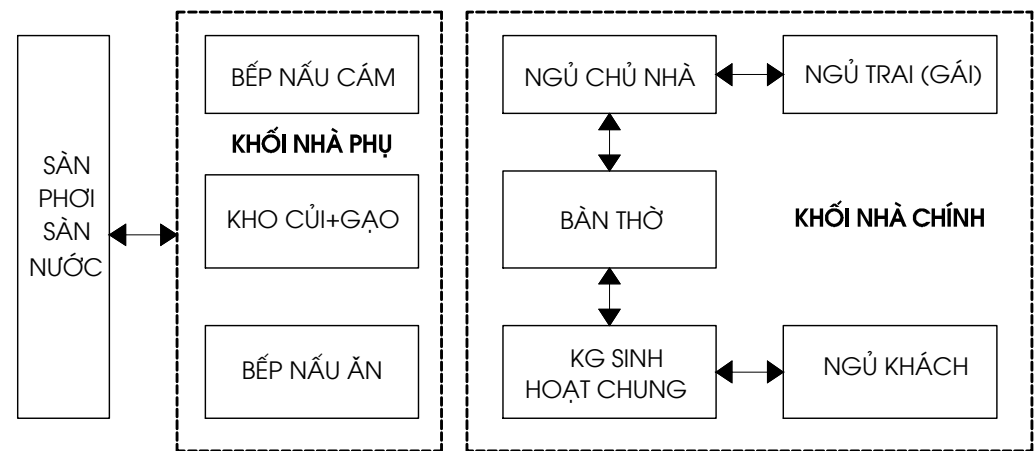 SÀN
PHƠI
SÀN
NƯỚC
BẾP NẤU CÁM
KHỐI NHÀ PHỤ
KHO CỦI+GẠO
BẾP NẤU ĂN
NGỦ CHỦ NHÀ
NGỦ TRAI (GÁI)
BÀN THỜ
KHỐI NHÀ CHÍNH
KG SINH
HOẠT CHUNG
NGỦ KHÁCH